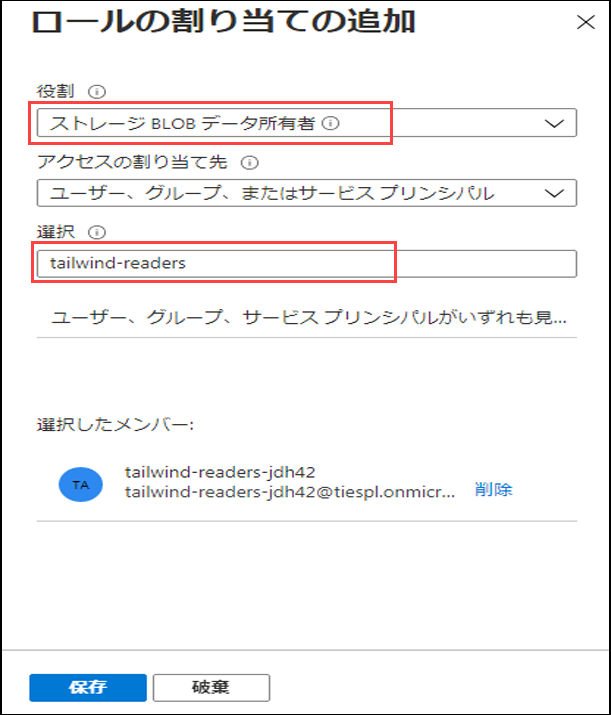 ロールの割り当ての追加
役割
ストレージ BLOB データ所有者
アクセスの割り当て先
ユーザー、グループ、またはサービス プリンシパル
選択
tailwind-readers
ユーザー、グループ、サービス プリンシパルがいずれも見...
選択したメンバー:
TA
tailwind-readers-jdh42
tailwind-readers-jdh42@tiespl.onmicr...
削除
保存
破棄